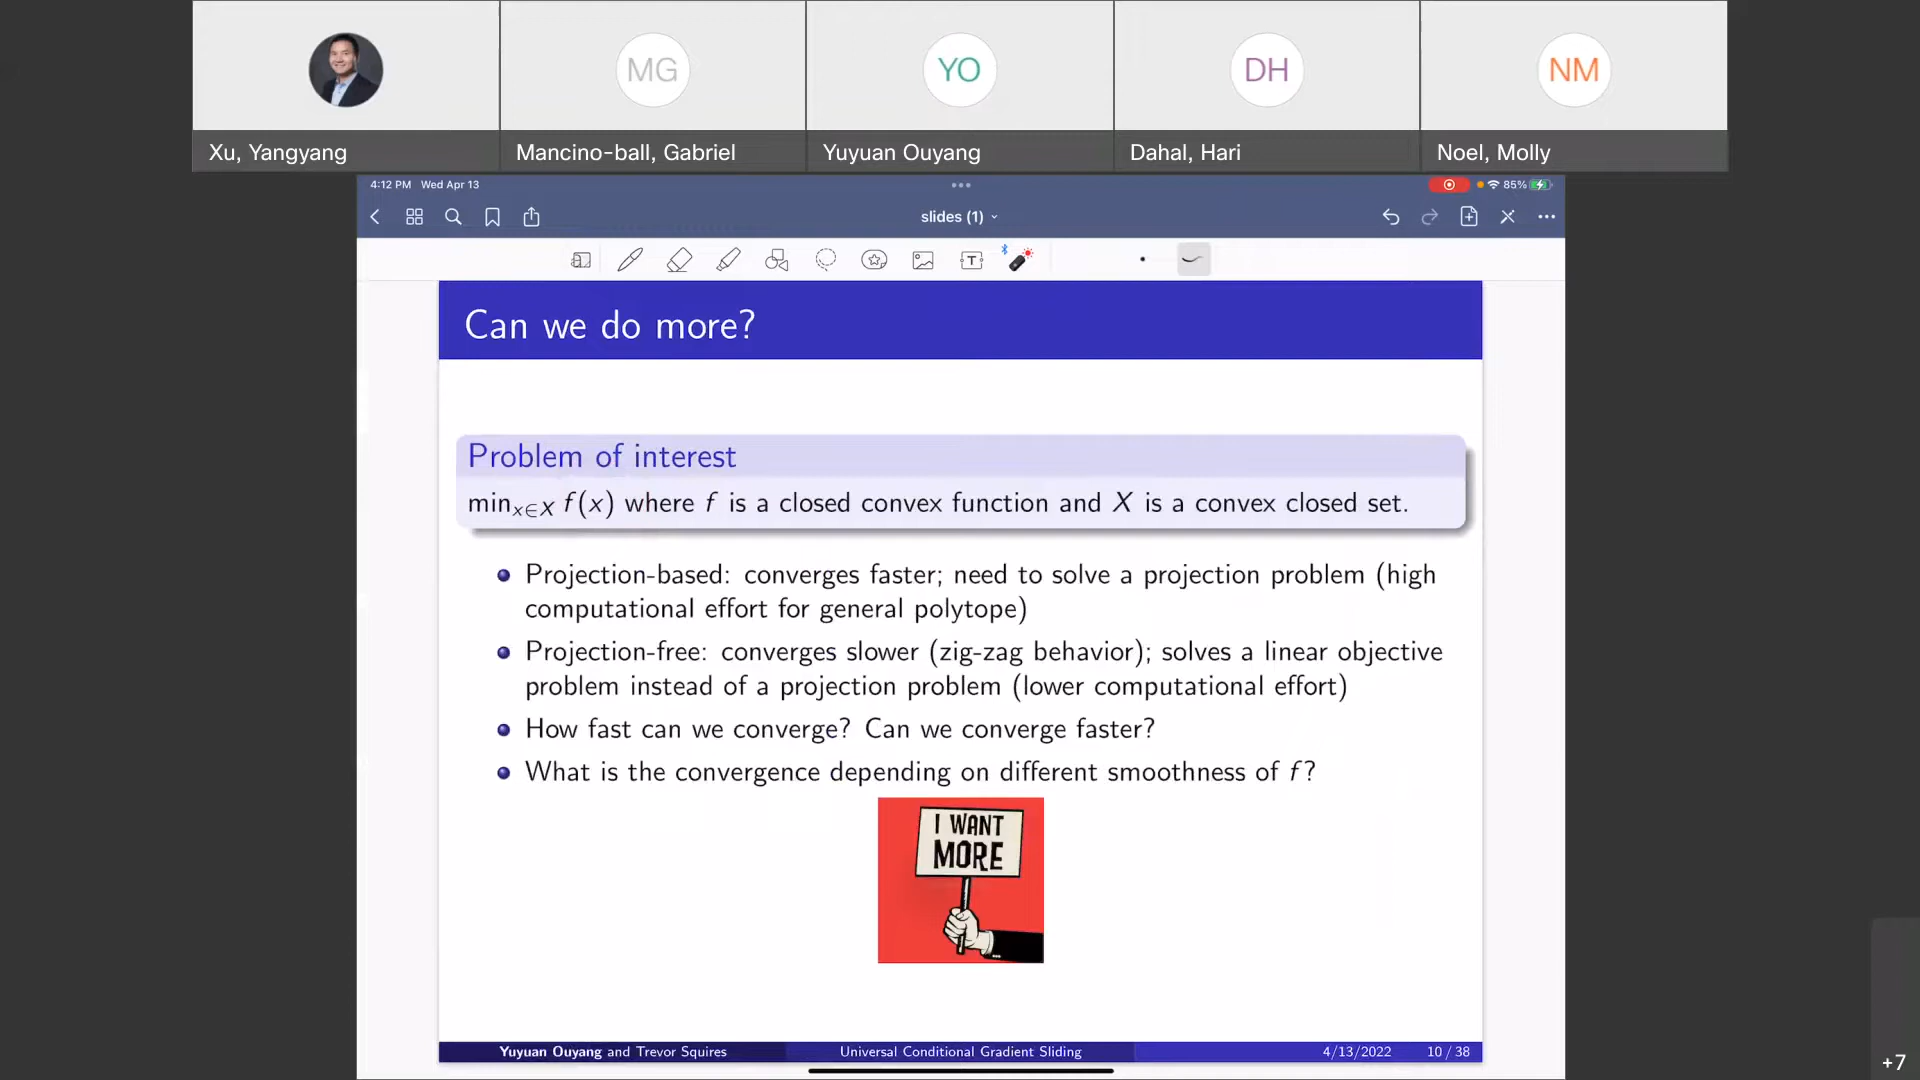 MG
YO
DH
NM
Xu, Yangyang
Mancino-ball, Gabriel
Yuyuan Ouyang
Dahal, Hari
Noel, Molly
4:12 PM Wed Apr 13
85%
slides (1)
T
Can we do more?
Problem of interest
min_{x∈X} f(x) where f is a closed convex function and X is a convex closed set.
Projection-based: converges faster; need to solve a projection problem (high
computational effort for general polytope)
Projection-free: converges slower (zig-zag behavior); solves a linear objective
problem instead of a projection problem (lower computational effort)
How fast can we converge? Can we converge faster?
What is the convergence depending on different smoothness of f?
I WANT
MORE
Yuyuan Ouyang and Trevor Squires
Universal Conditional Gradient Sliding
4/13/2022
10 / 38
+7